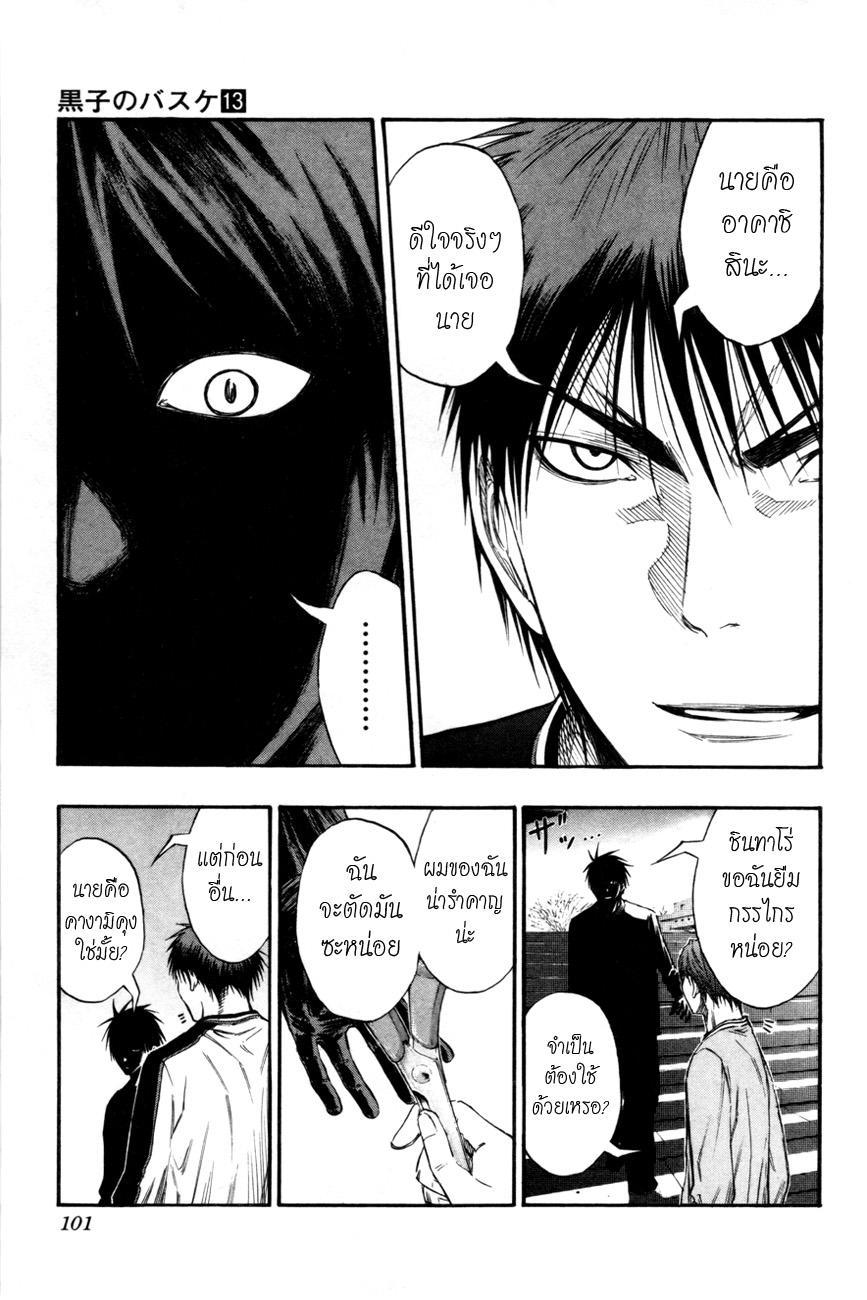 黒子のバスケ13
นายคือ
อาคาชิ
สินะ...
ดีใจจริงๆ
ที่ได้เจอ
นาย
............
ザッ...
ชินทาโร่
ขอฉันยืม
กรรไกร
หน่อย?
จำเป็น
ต้องใช้
ด้วยเหรอ?
ผมของฉัน
น่ารำคาญ
น่ะ
ฉัน
จะตัดมัน
ซะหน่อย
แต่ก่อน
อื่น...
นายคือ
คางามิคุง
ใช่มั้ย?
101